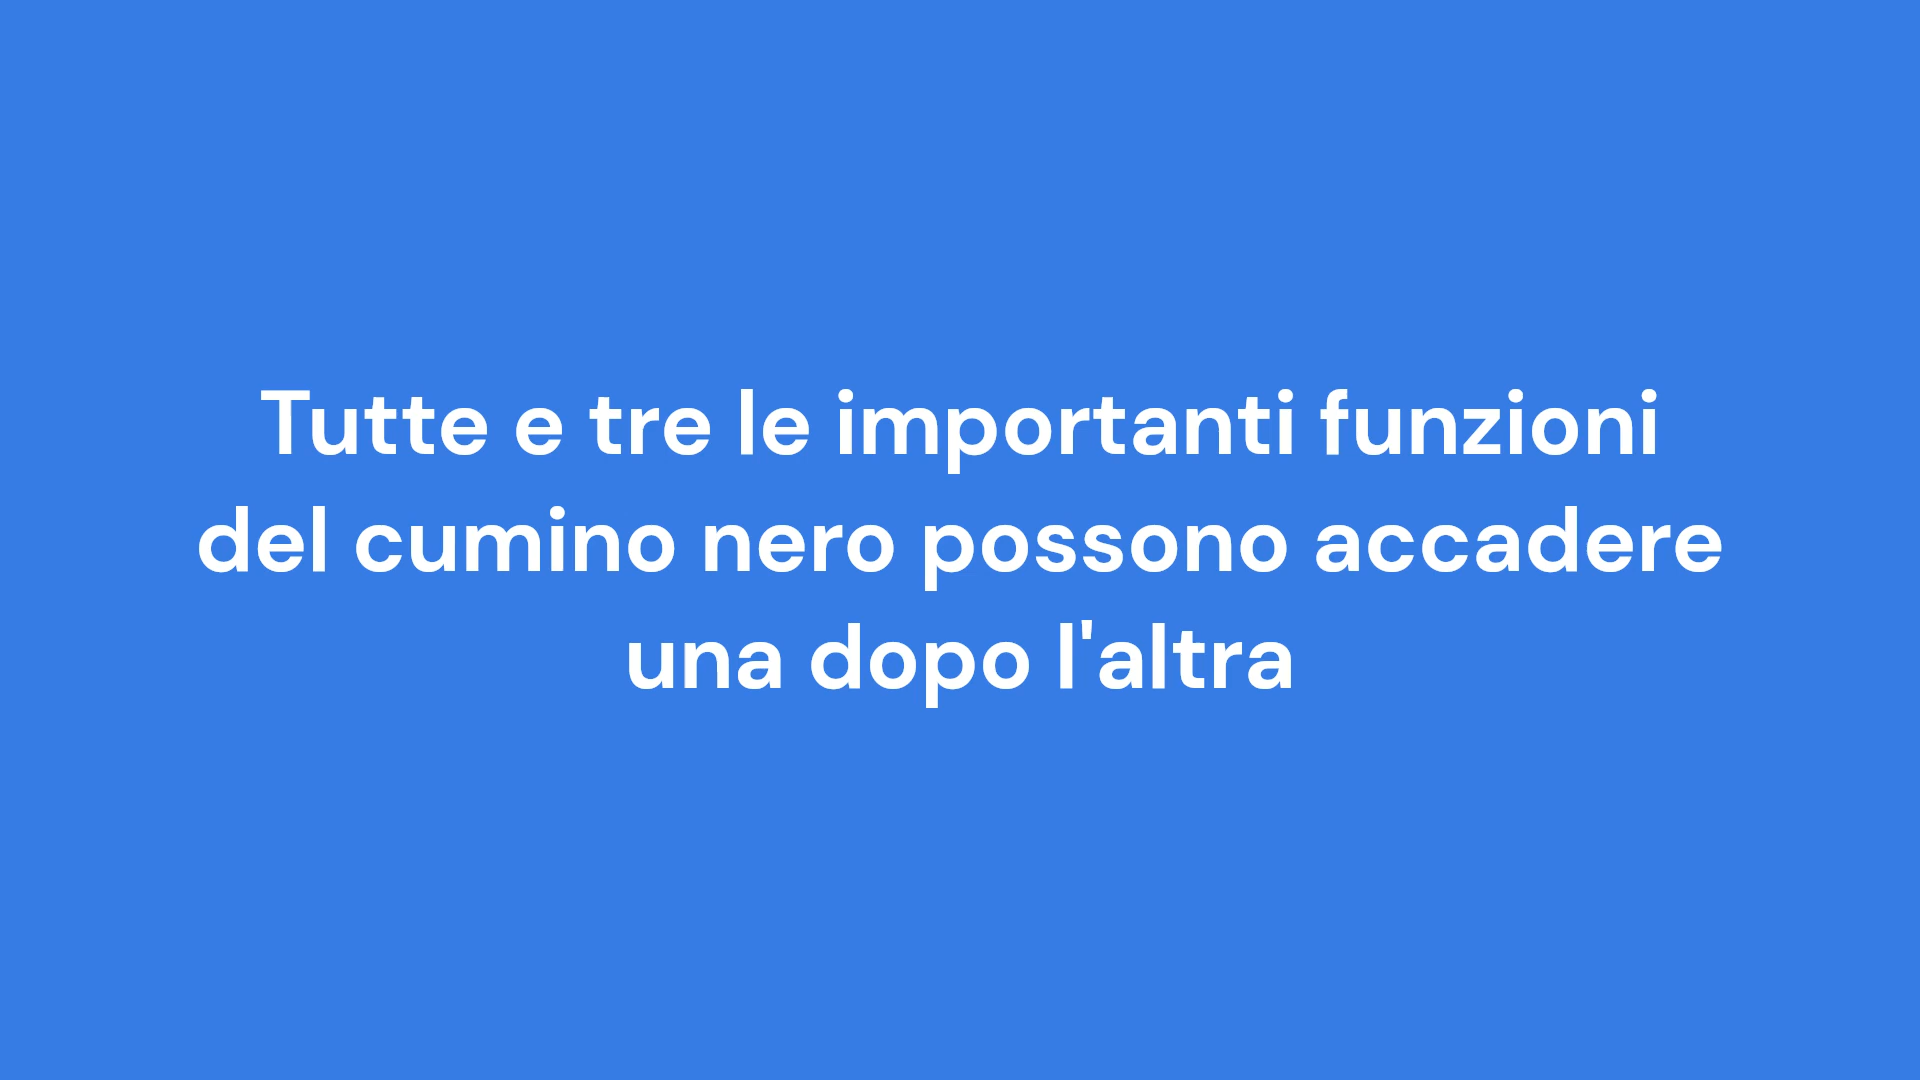 Tutte e tre le importanti funzioni
del cumino nero possono accadere
una dopo l'altra